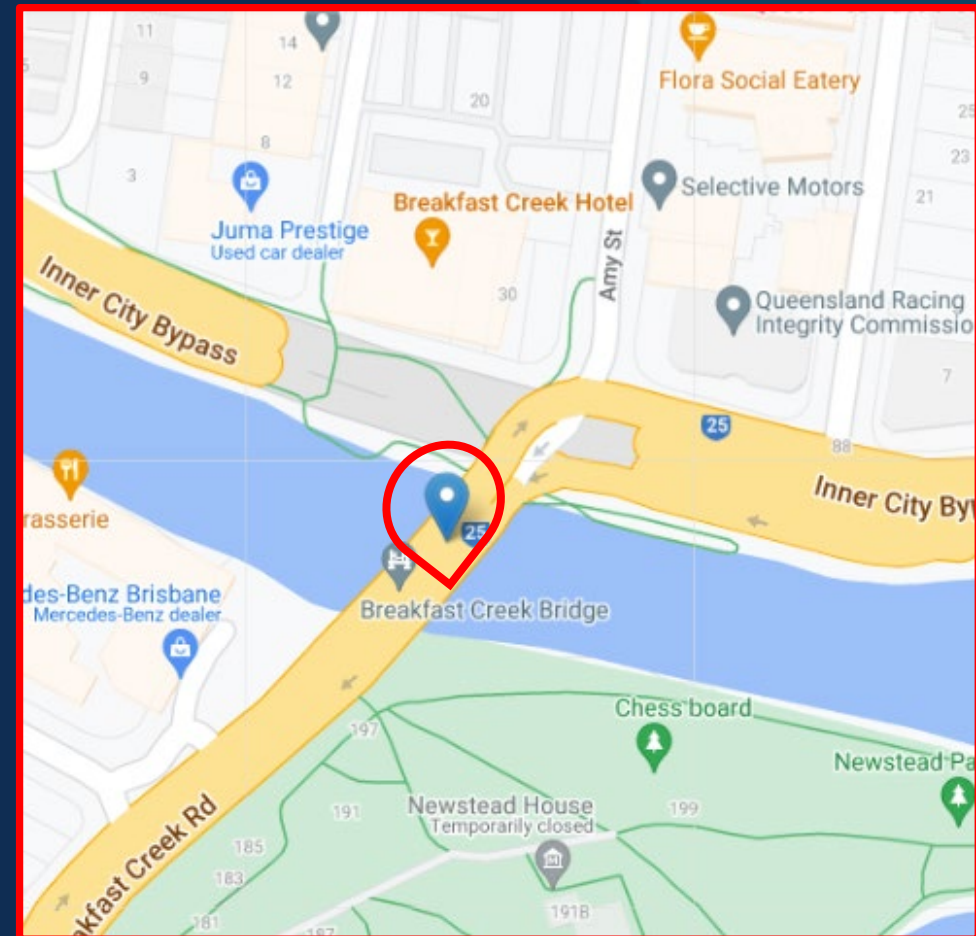 11
14
Flora Social Eatery
9
12
20
25
8
23
3
Selective Motors
21
Breakfast Creek Hotel
Juma Prestige
Used car dealer
Amy St
Inner City Bypass
30
Queensland Racing
Integrity Commissio
7
25
88
Inner City By
rasserie
25
des-Benz Brisbane
Mercedes-Benz dealer
Breakfast Creek Bridge
Chess board
197
Newstead Pa
191
Newstead House
Temporarily closed
199
185
183
akfast Creek Rd
181
187
191B